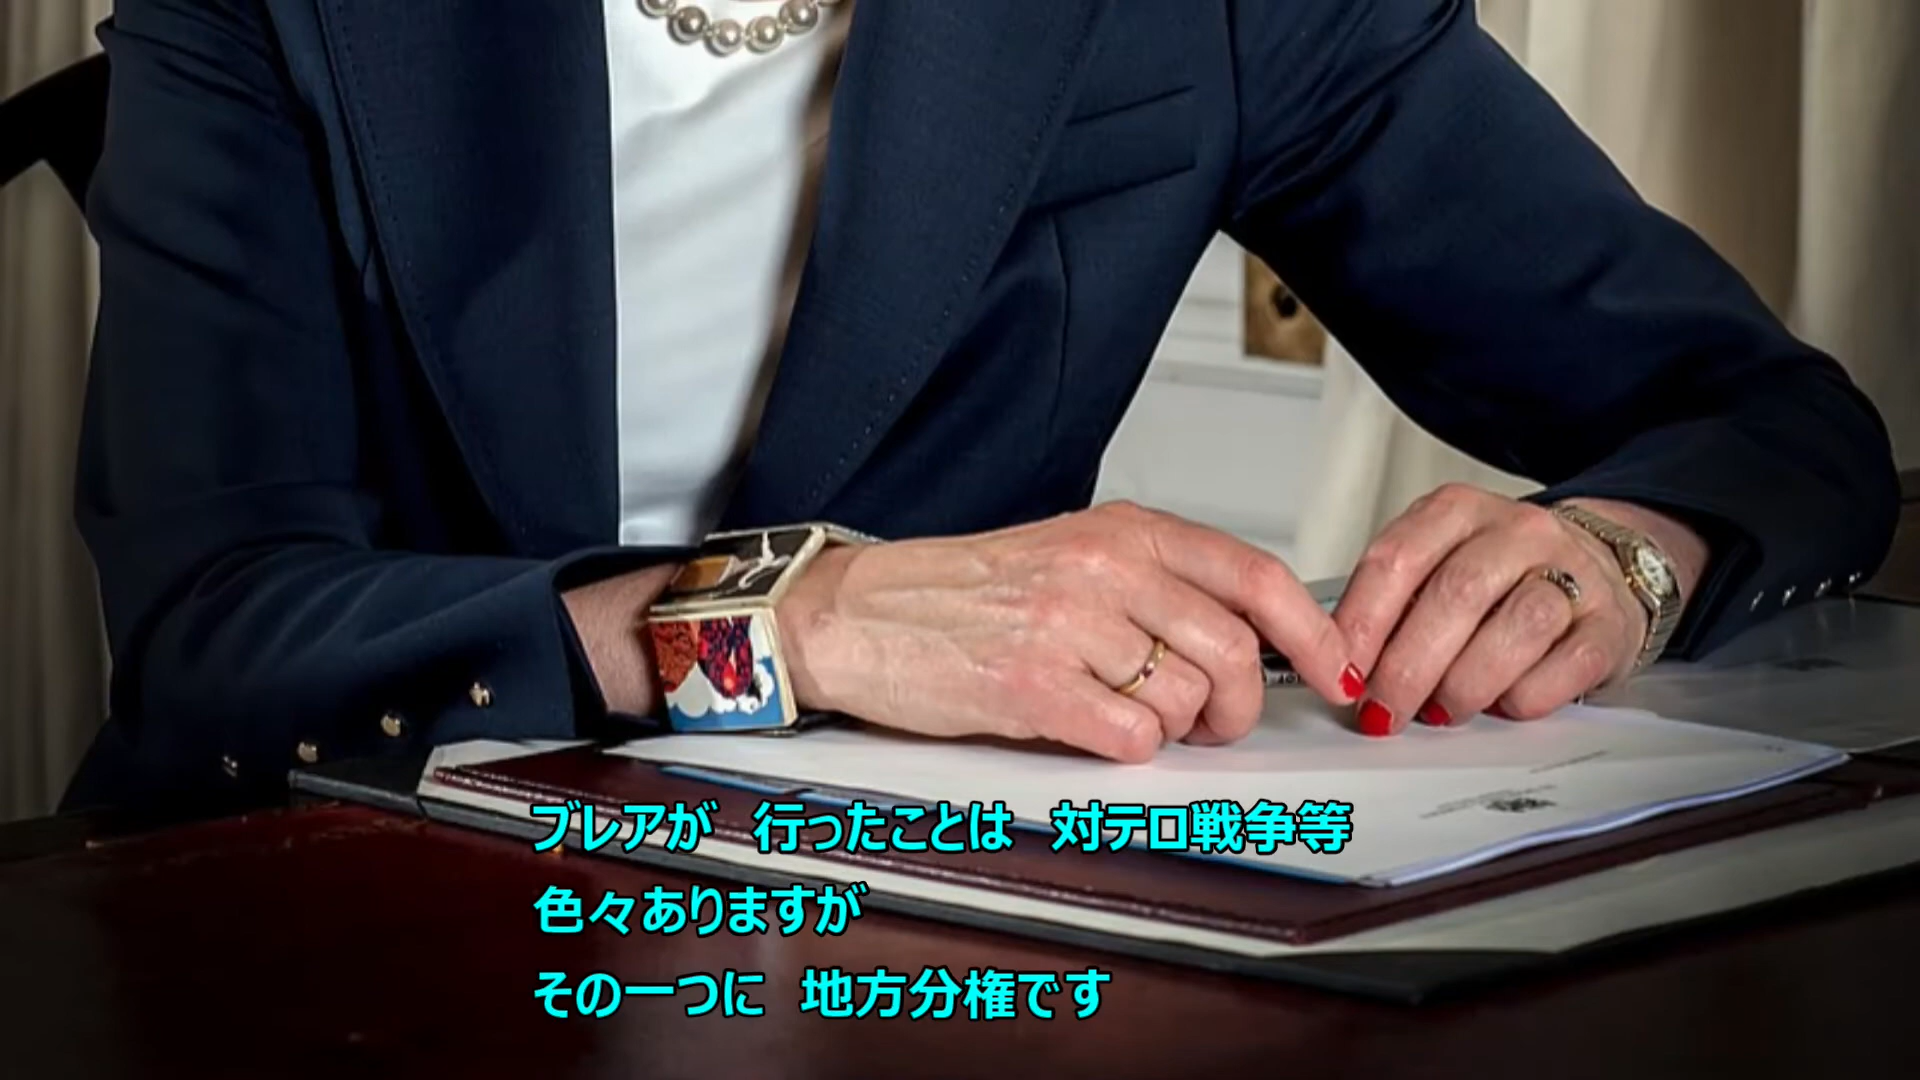 ブレアが　行ったことは　対テロ戦争等
色々ありますが
その一つに　地方分権です